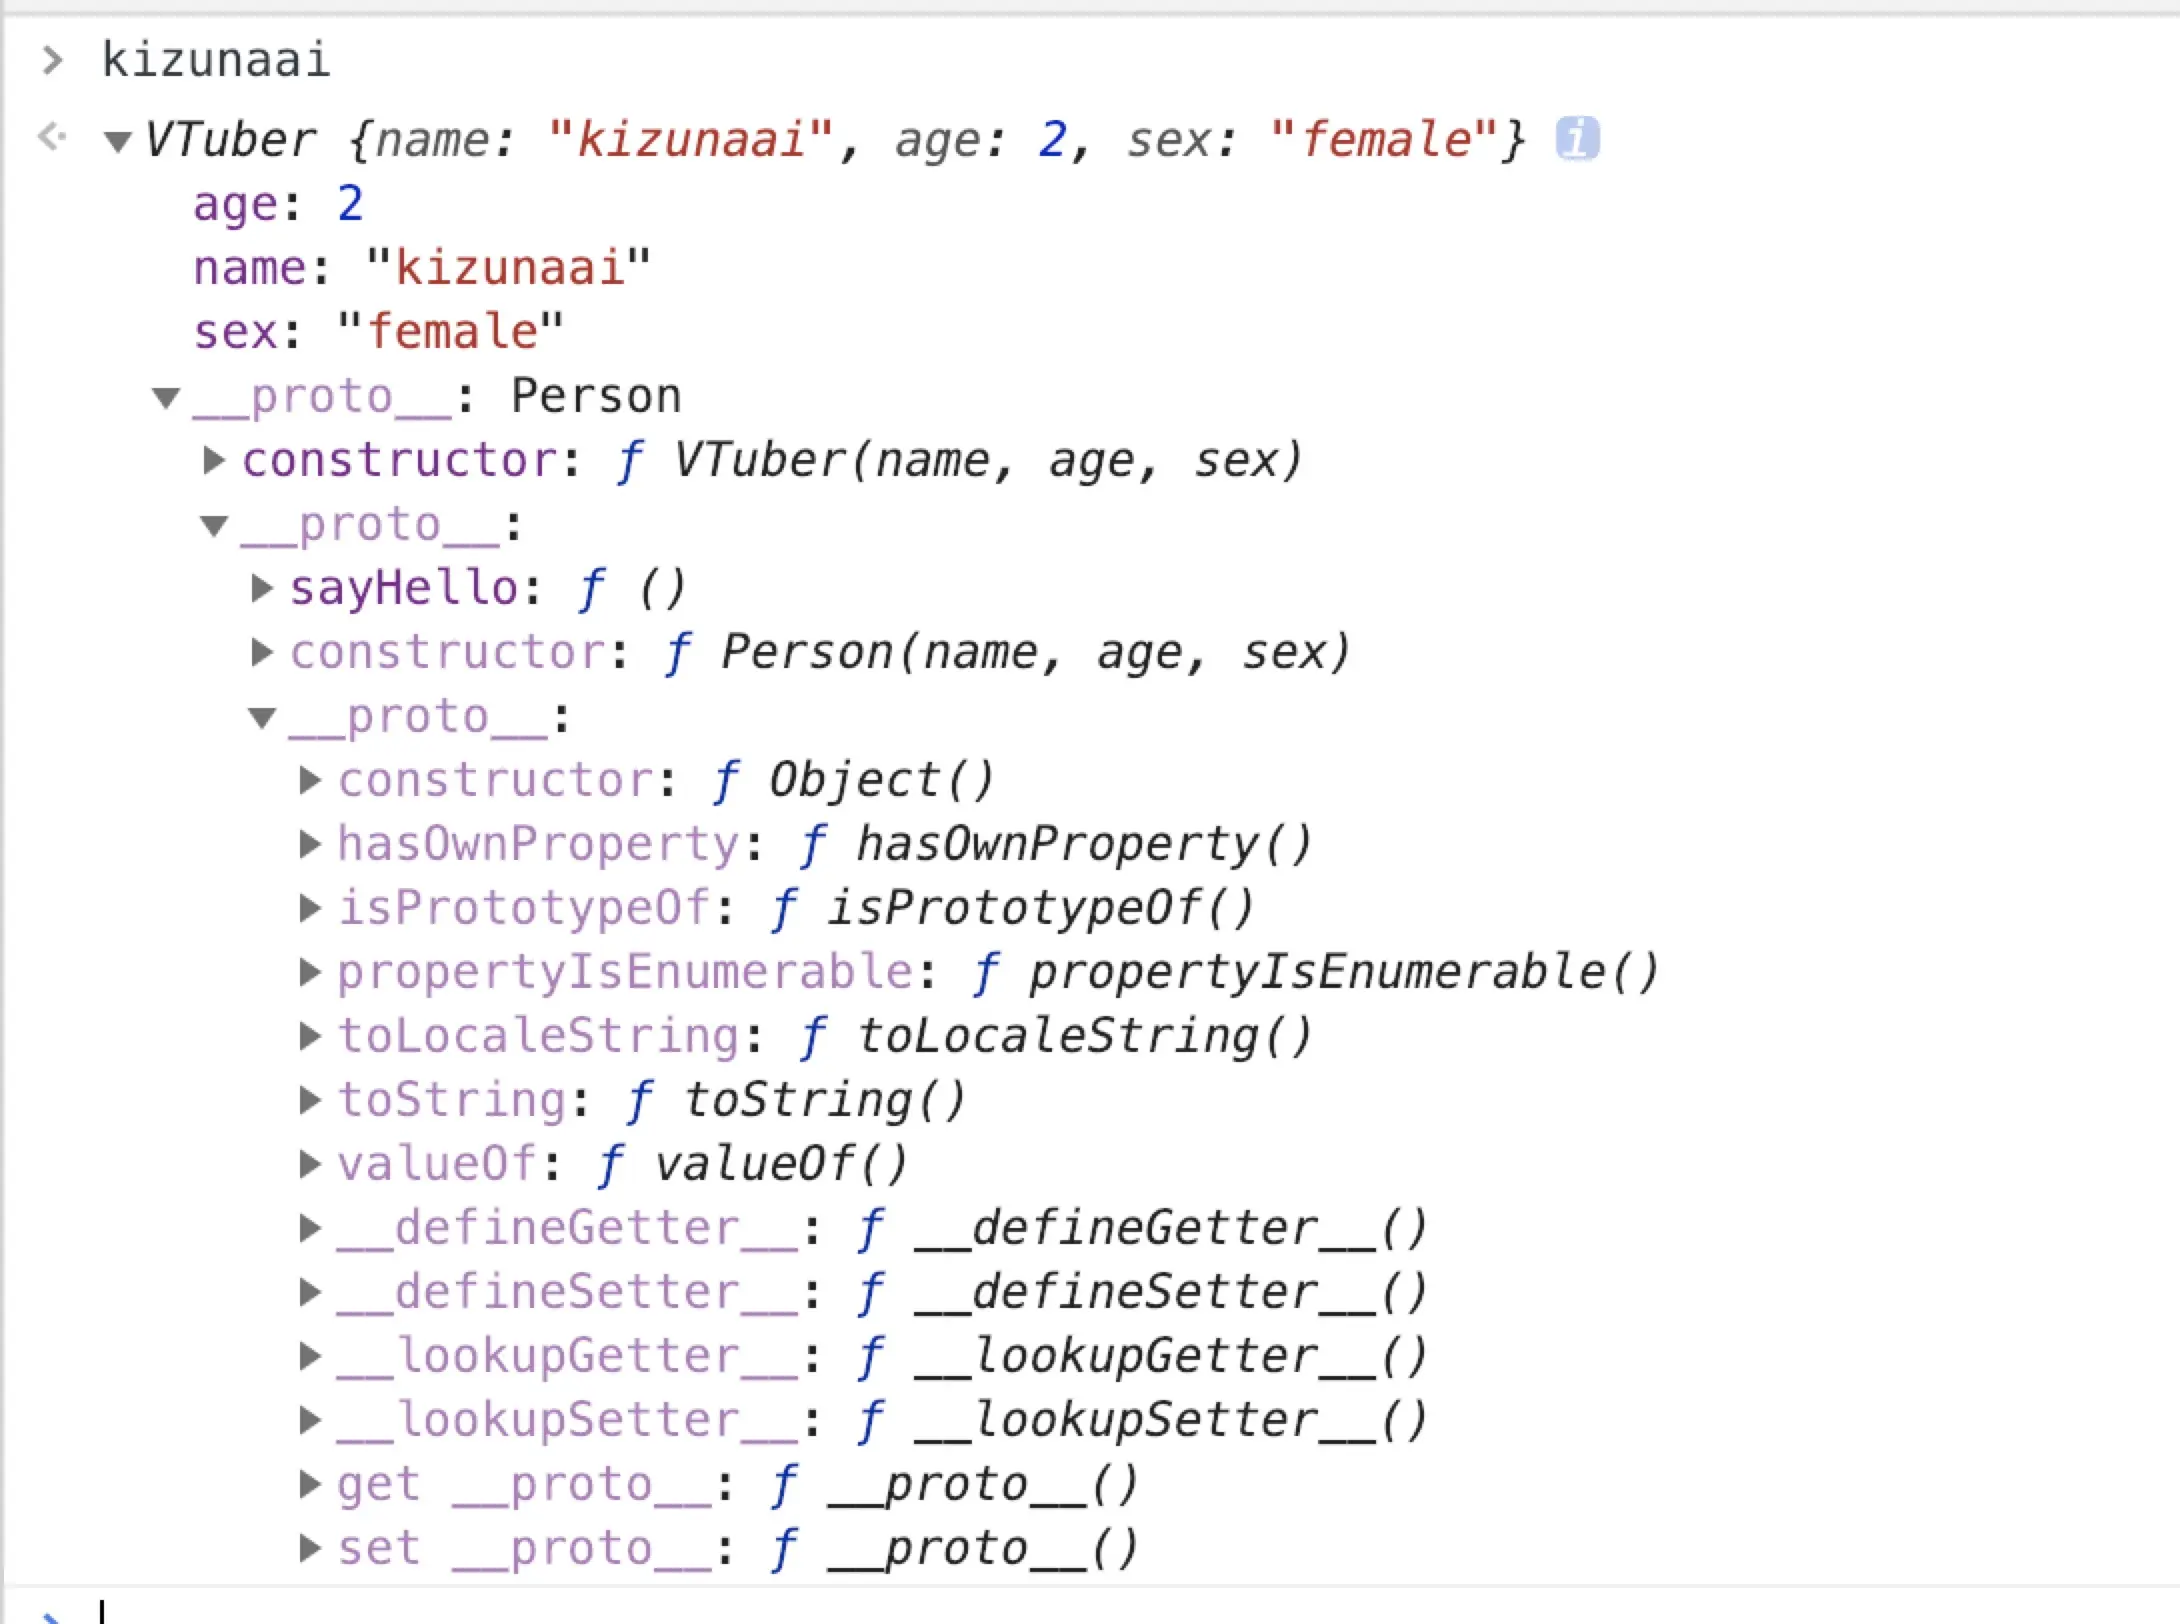 > kizunaai
VTuber {name: "kizunaai", age: 2, sex: "female"} i
age: 2
name: "kizunaai"
sex: "female"
__proto__: Person
constructor: ƒ VTuber(name, age, sex)
__proto__:
sayHello: ƒ ()
constructor: ƒ Person(name, age, sex)
__proto__:
constructor: ƒ Object()
hasOwnProperty: ƒ hasOwnProperty()
isPrototypeOf: ƒ isPrototypeOf()
propertyIsEnumerable: ƒ propertyIsEnumerable()
toLocaleString: ƒ toLocaleString()
toString: ƒ toString()
valueOf: ƒ valueOf()
__defineGetter__: ƒ __defineGetter__()
__defineSetter__: ƒ __defineSetter__()
__lookupGetter__: ƒ __lookupGetter__()
__lookupSetter__: ƒ __lookupSetter__()
get __proto__: ƒ __proto__()
set __proto__: ƒ __proto__()